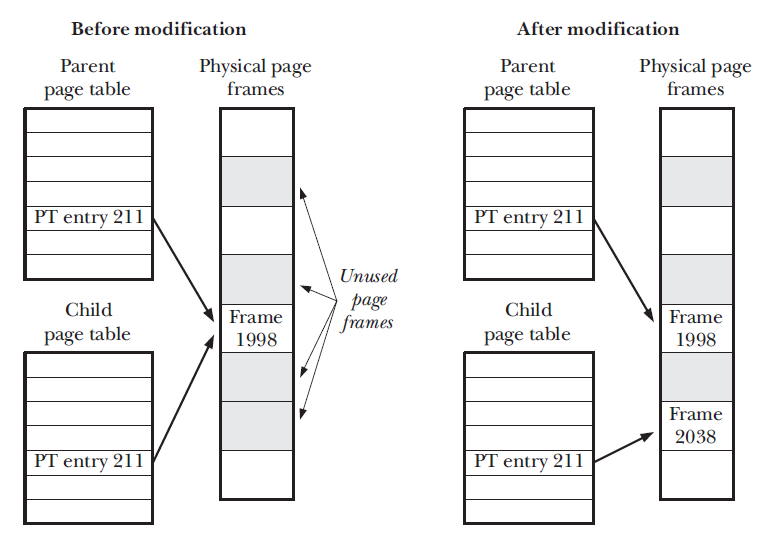 Before modification
Parent
page table
Physical page
frames
PT entry 211
Unused
page
frames
Child
page table
Frame
1998
PT entry 211
After modification
Parent
page table
Physical page
frames
PT entry 211
Child
page table
Frame
1998
Frame
2038
PT entry 211